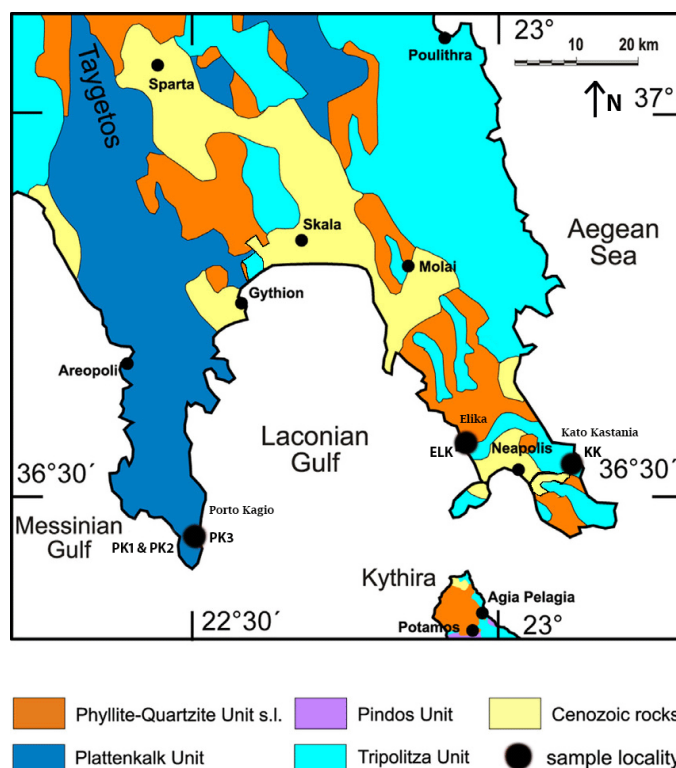 23°
Poulithra
10 20 km
N
37°
Taygetos
Sparta
Skala
Aegean
Sea
Molai
Gythion
Areopoli
Elika
Kato Kastania
Laconian
Gulf
ELK
Neapolis
KK
36°30´
36°30´
Porto Kagio
Messinian
Gulf
PK1 & PK2
PK3
Kythira
Agia Pelagia
Potamos
22°30´
23°
Phyllite-Quartzite Unit s.l.
Pindos Unit
Cenozoic rocks
Plattenkalk Unit
Tripolitza Unit
sample locality